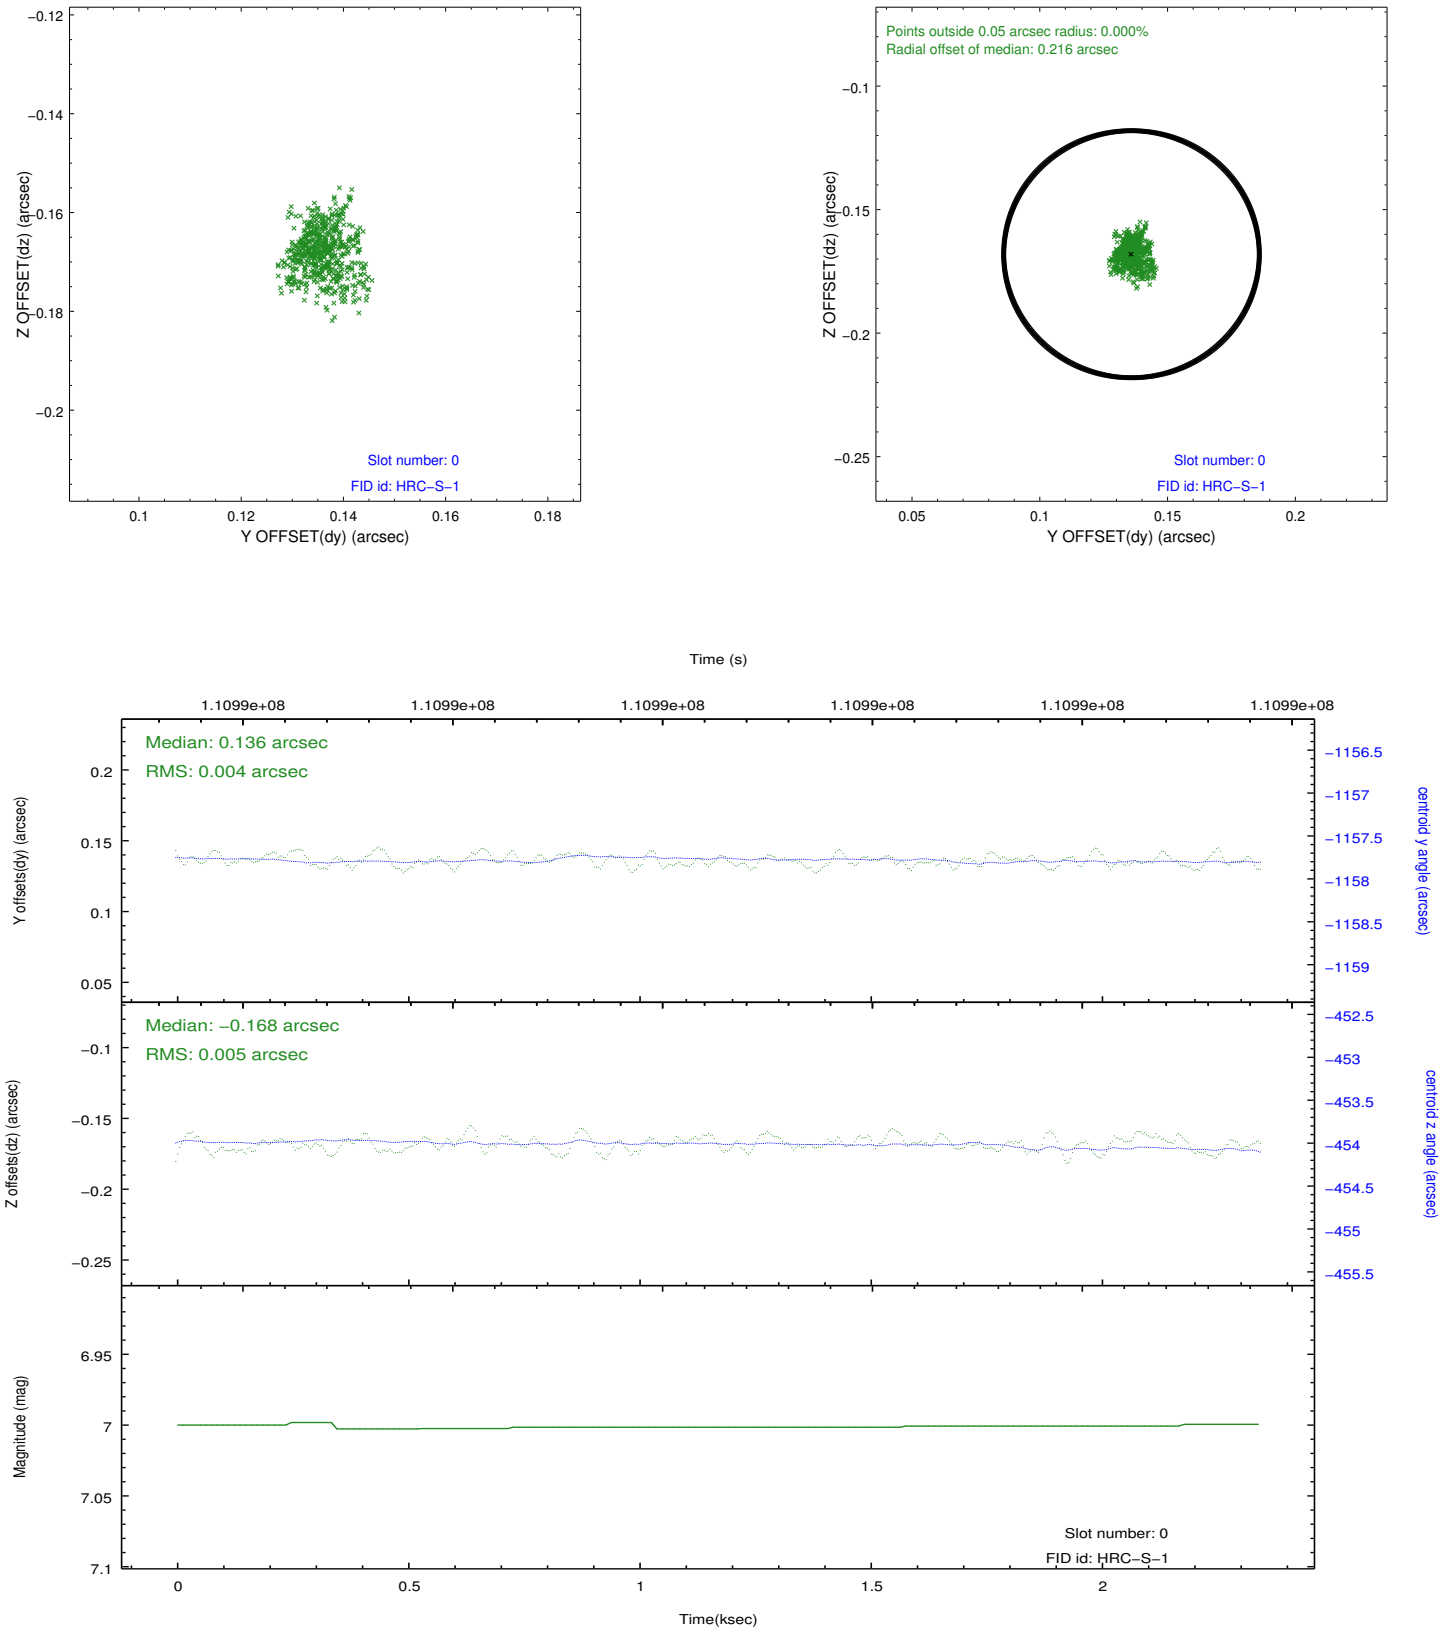 −0.12
−0.14
−0.16
−0.18
−0.2
Z OFFSET(dz) (arcsec)
0.1
0.12
0.14
0.16
0.18
Y OFFSET(dy) (arcsec)
Slot number: 0
FID id: HRC−S−1
Points outside 0.05 arcsec radius: 0.000%
Radial offset of median: 0.216 arcsec
−0.1
−0.15
−0.2
−0.25
Z OFFSET(dz) (arcsec)
0.05
0.1
0.15
0.2
Y OFFSET(dy) (arcsec)
Slot number: 0
FID id: HRC−S−1
Time (s)
1.1099e+08
1.1099e+08
1.1099e+08
1.1099e+08
1.1099e+08
1.1099e+08
Median: 0.136 arcsec
RMS: 0.004 arcsec
0.2
0.15
0.1
0.05
Y offsets(dy) (arcsec)
−1156.5
−1157
−1157.5
−1158
−1158.5
−1159
centroid y angle (arcsec)
Median: −0.168 arcsec
RMS: 0.005 arcsec
−0.1
−0.15
−0.2
−0.25
Z offsets(dz) (arcsec)
−452.5
−453
−453.5
−454
−454.5
−455
−455.5
centroid z angle (arcsec)
6.95
7
7.05
7.1
Magnitude (mag)
Slot number: 0
FID id: HRC−S−1
0
0.5
1
1.5
2
Time(ksec)